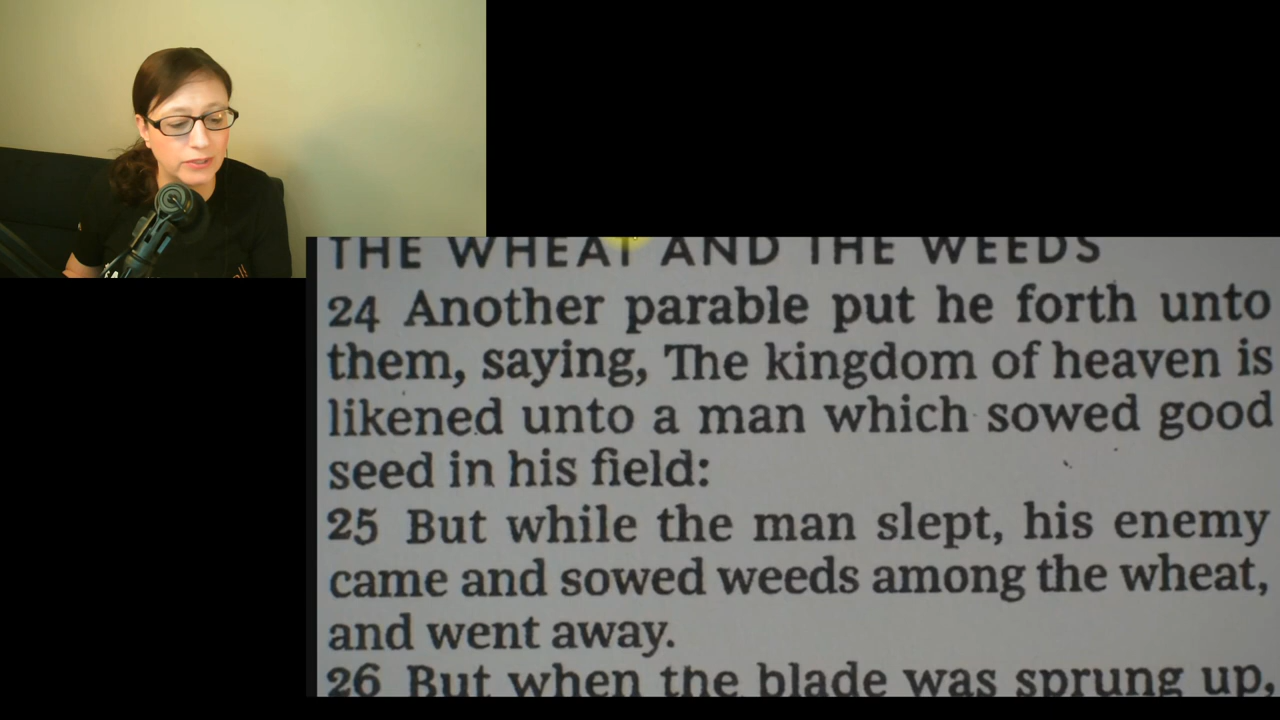 THE WHEAT AND THE WEEDS
24 Another parable put he forth unto
them, saying, The kingdom of heaven is
likened unto a man which sowed good
seed in his field:
25 But while the man slept, his enemy
came and sowed weeds among the wheat,
and went away.
26 But when the blade was sprung up,